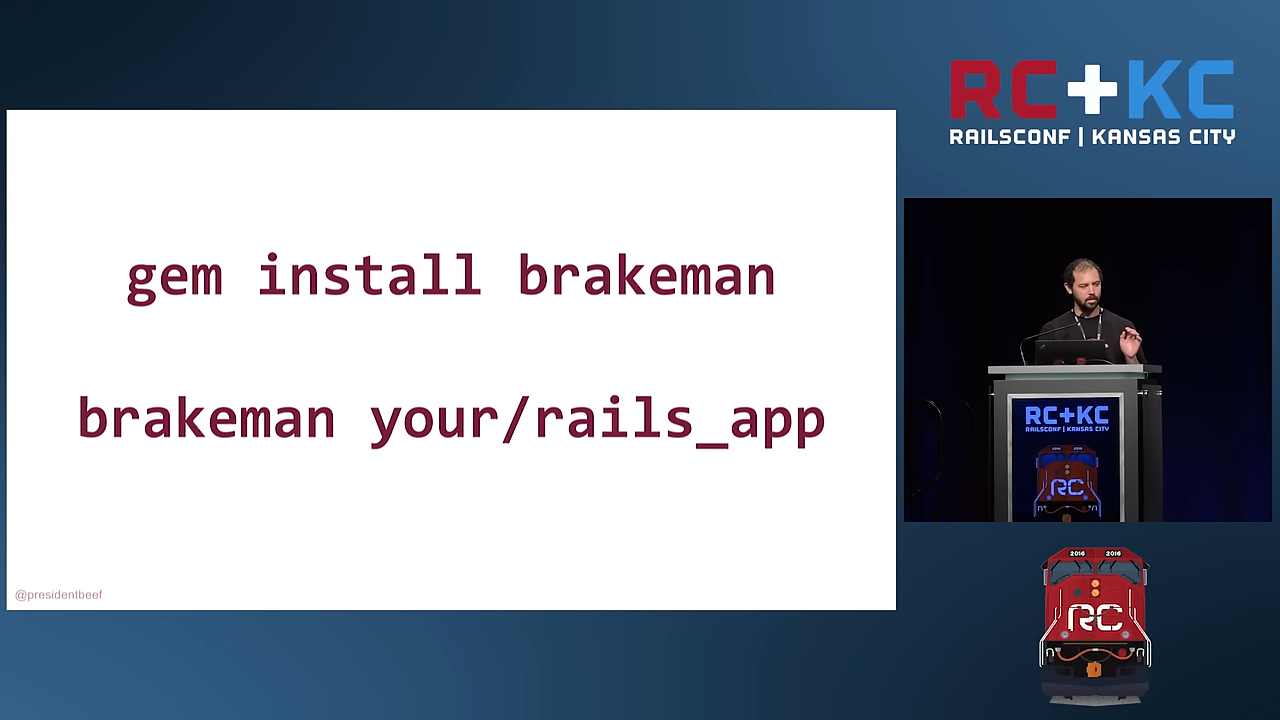 gem install brakeman
brakeman your/rails_app
@presidentbeef
RC+KC
RAILSCONF | KANSAS CITY
RC+KC
RAILSCONF | KANSAS CITY
RC
2016 2016
RC